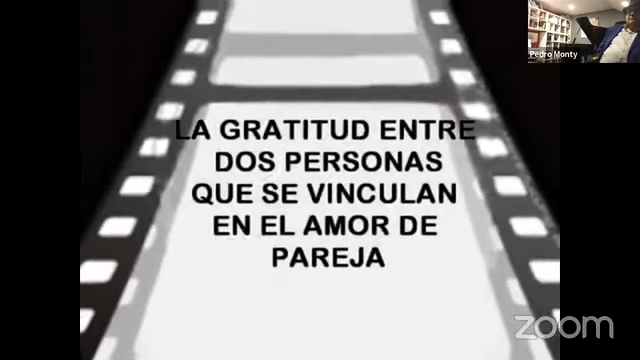 Pedro Monty
LA GRATITUD ENTRE
DOS PERSONAS
QUE SE VINCULAN
EN EL AMOR DE
PAREJA
zoom